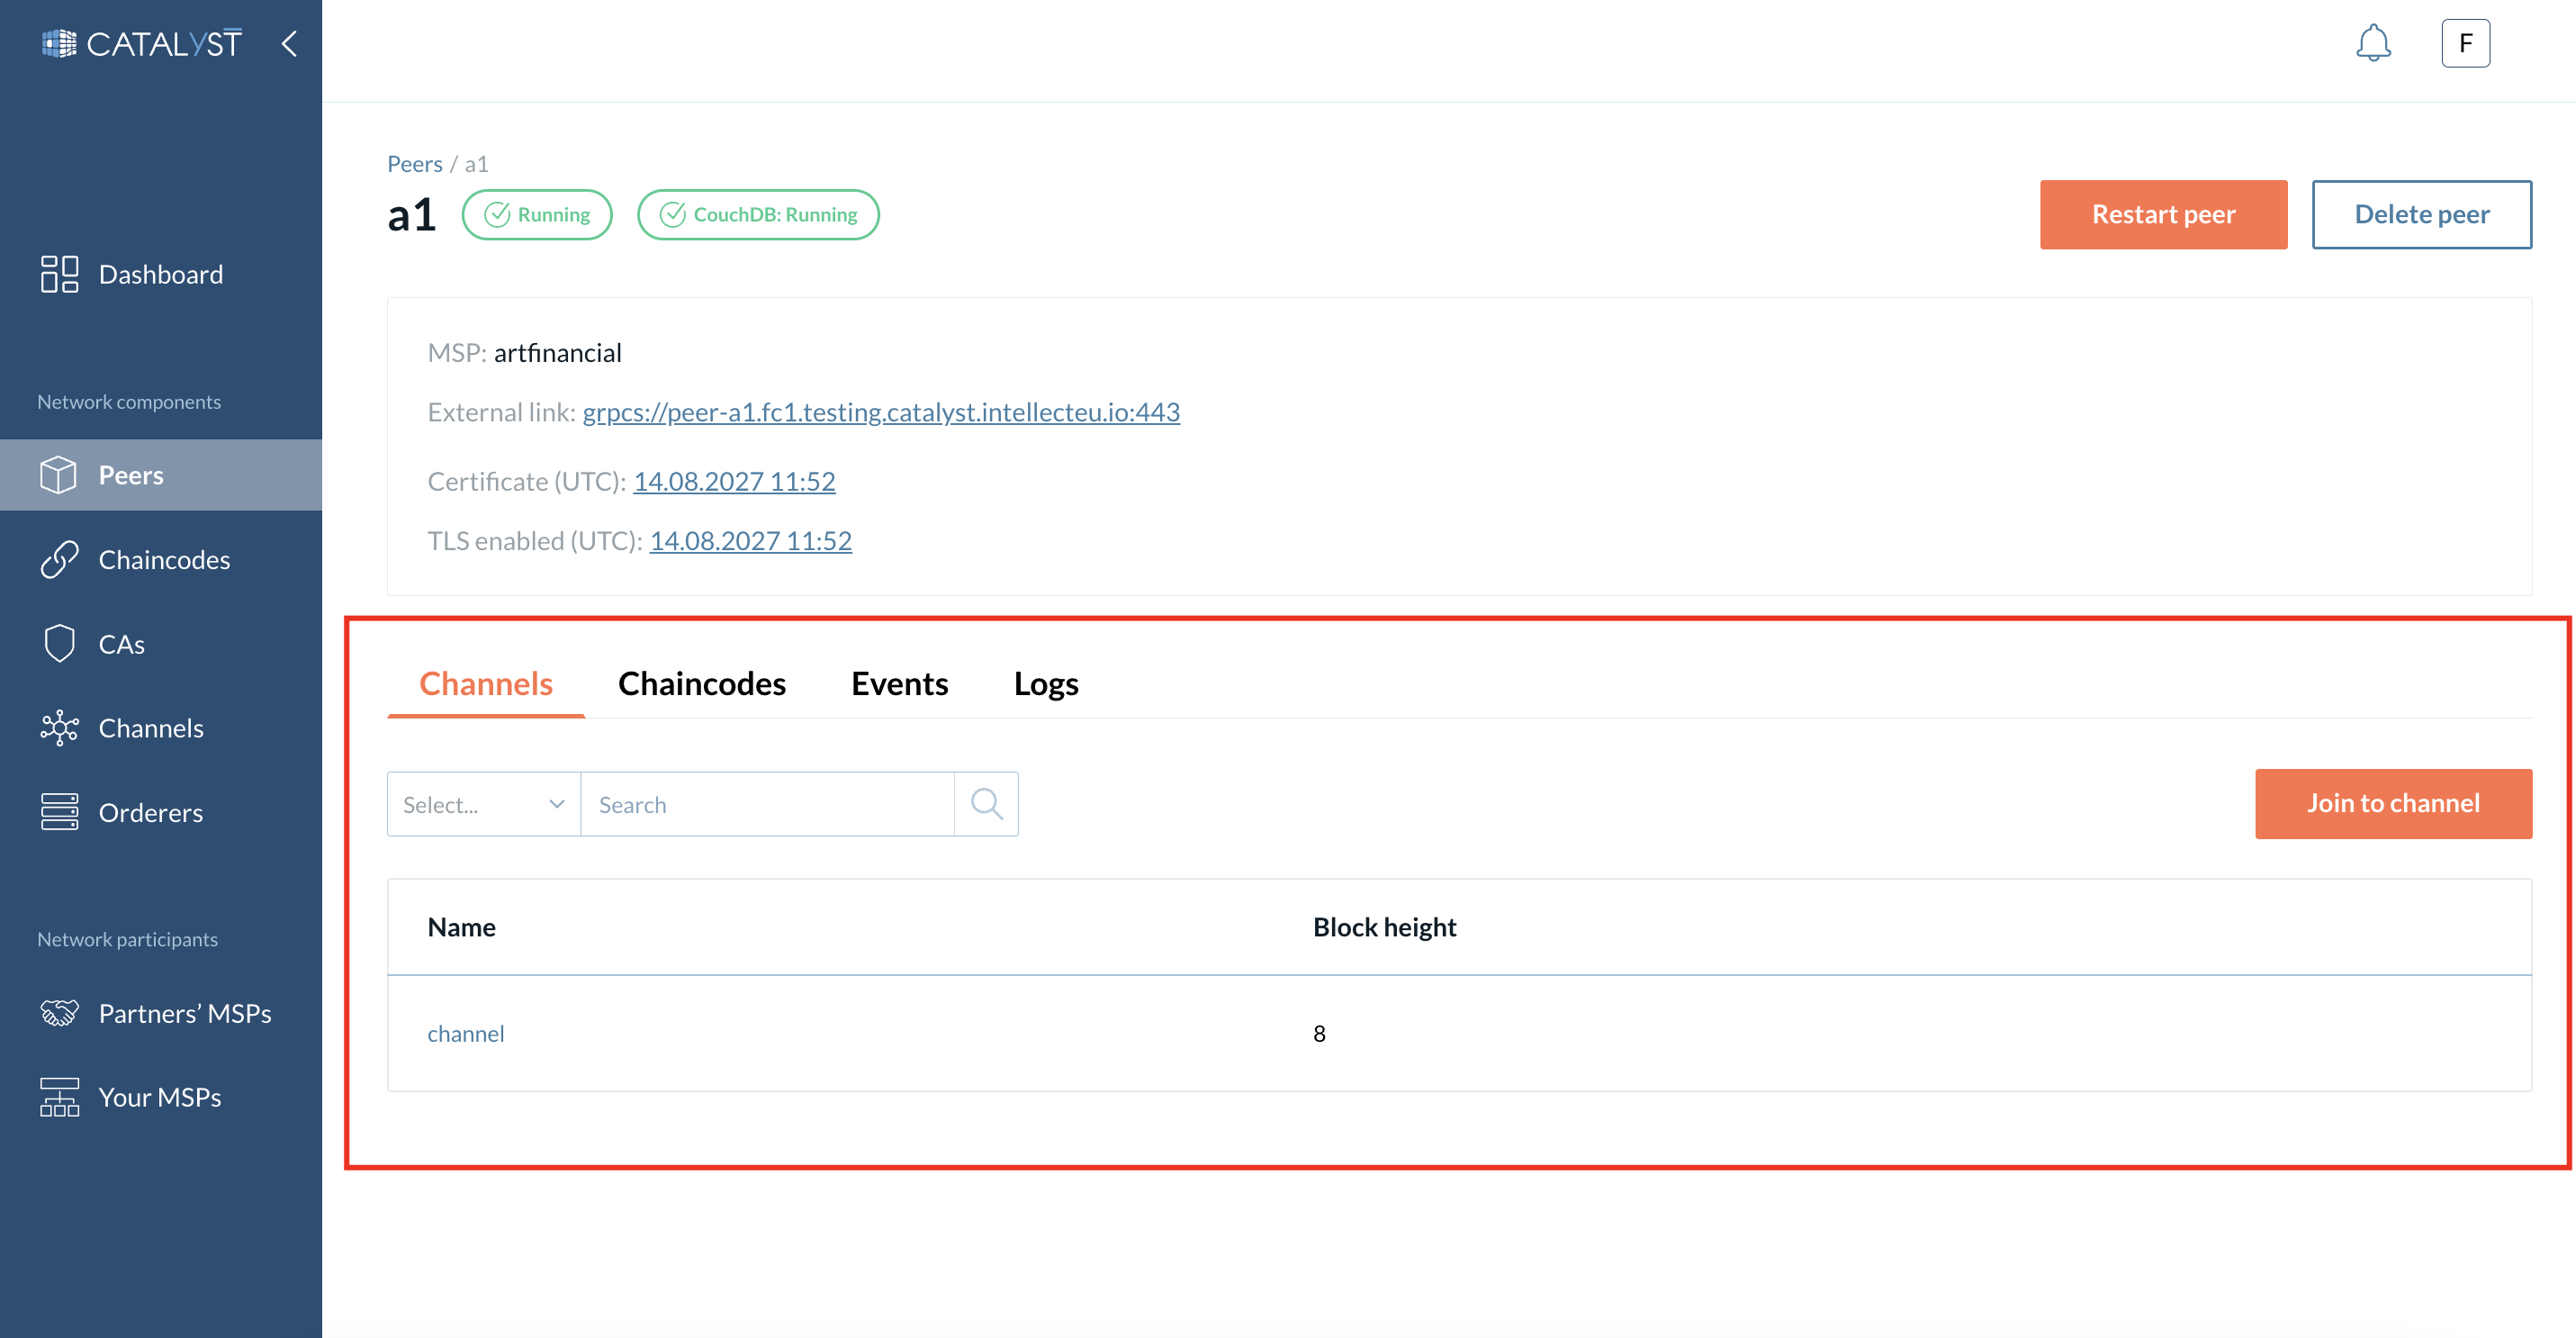 CATALYST
F
Dashboard
Network components
Peers
Chaincodes
CAs
Channels
Orderers
Network participants
Partners’ MSPs
Your MSPs
Peers / a1
a1
Running
CouchDB: Running
Restart peer
Delete peer
MSP: artfinancial
External link: grpcs://peer-a1.fc1.testing.catalyst.intellecteu.io:443
Certificate (UTC): 14.08.2027 11:52
TLS enabled (UTC): 14.08.2027 11:52
Channels Chaincodes Events Logs
Select... Search
Join to channel
Name Block height
channel 8